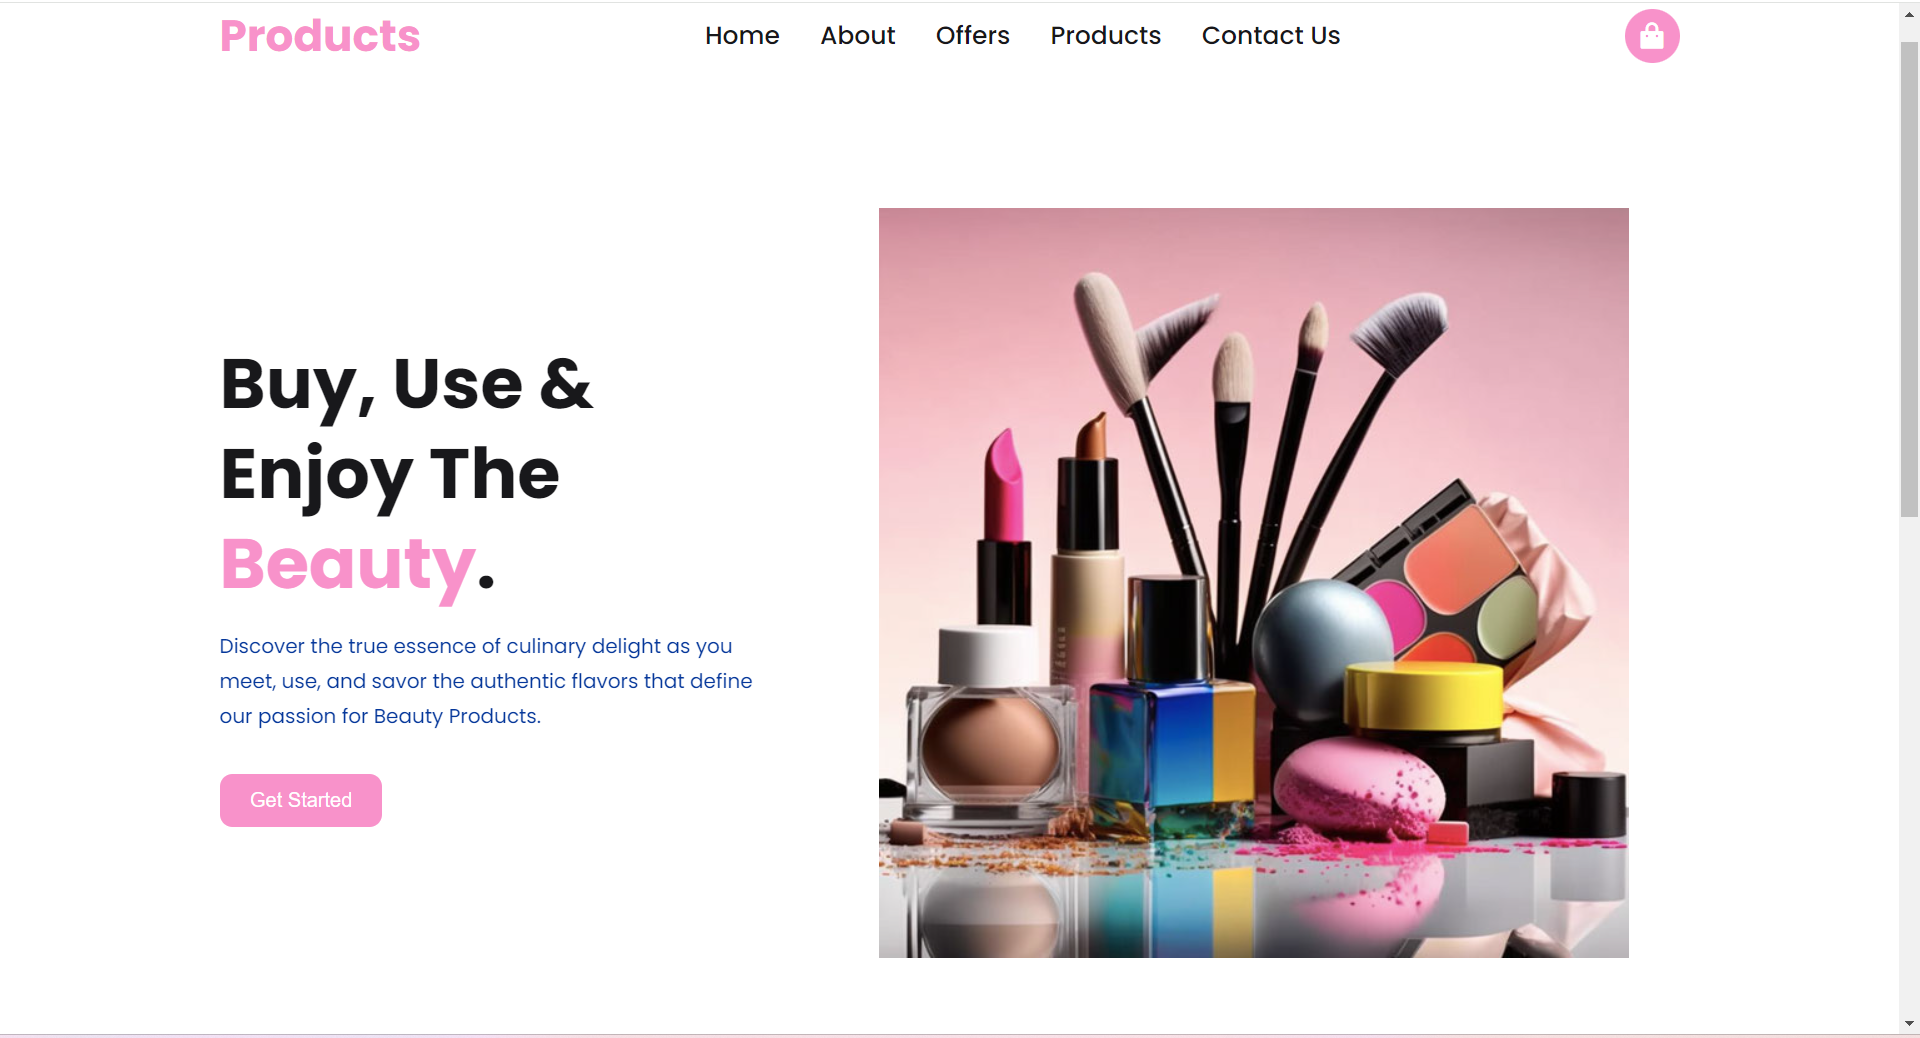 Products
Home About Offers Products Contact Us
Buy, Use &
Enjoy The
Beauty.
Discover the true essence of culinary delight as you
meet, use, and savor the authentic flavors that define
our passion for Beauty Products.
Get Started